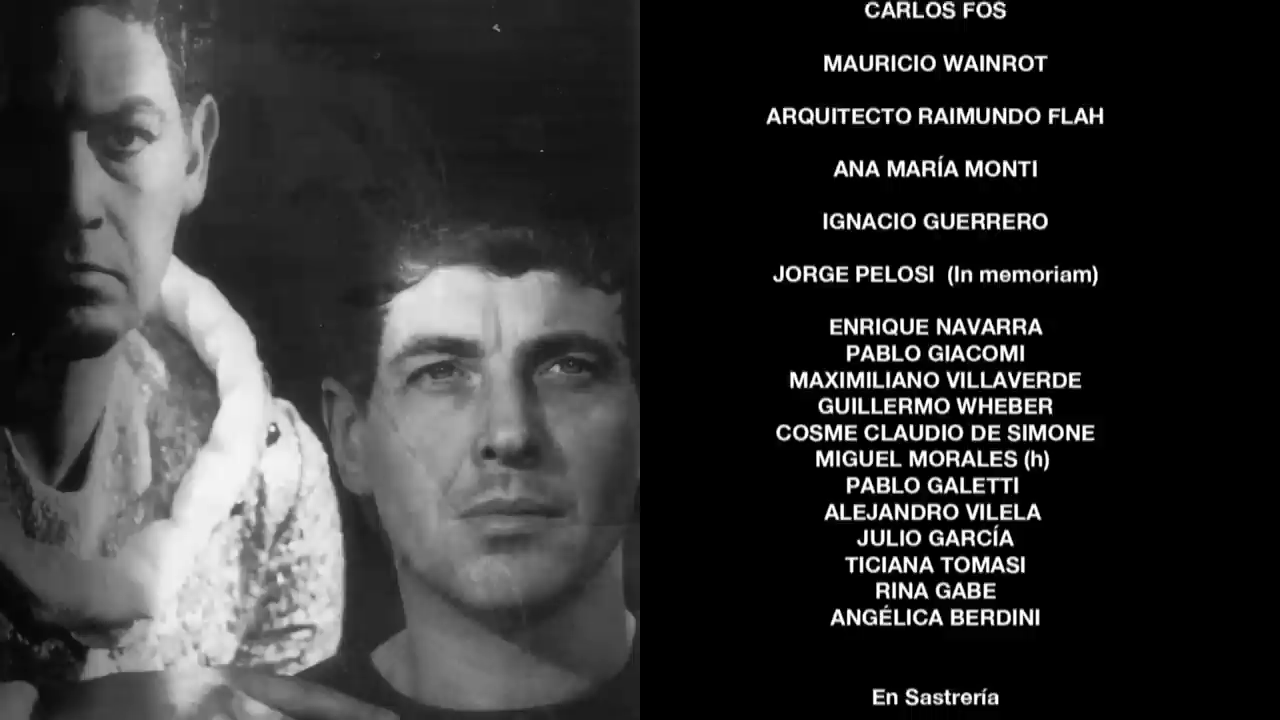 CARLOS FOS
MAURICIO WAINROT
ARQUITECTO RAIMUNDO FLAH
ANA MARÍA MONTI
IGNACIO GUERRERO
JORGE PELOSI (In memoriam)
ENRIQUE NAVARRA
PABLO GIACOMI
MAXIMILIANO VILLAVERDE
GUILLERMO WHEBER
COSME CLAUDIO DE SIMONE
MIGUEL MORALES (h)
PABLO GALETTI
ALEJANDRO VILELA
JULIO GARCÍA
TICIANA TOMASI
RINA GABE
ANGÉLICA BERDINI
En Sastrería